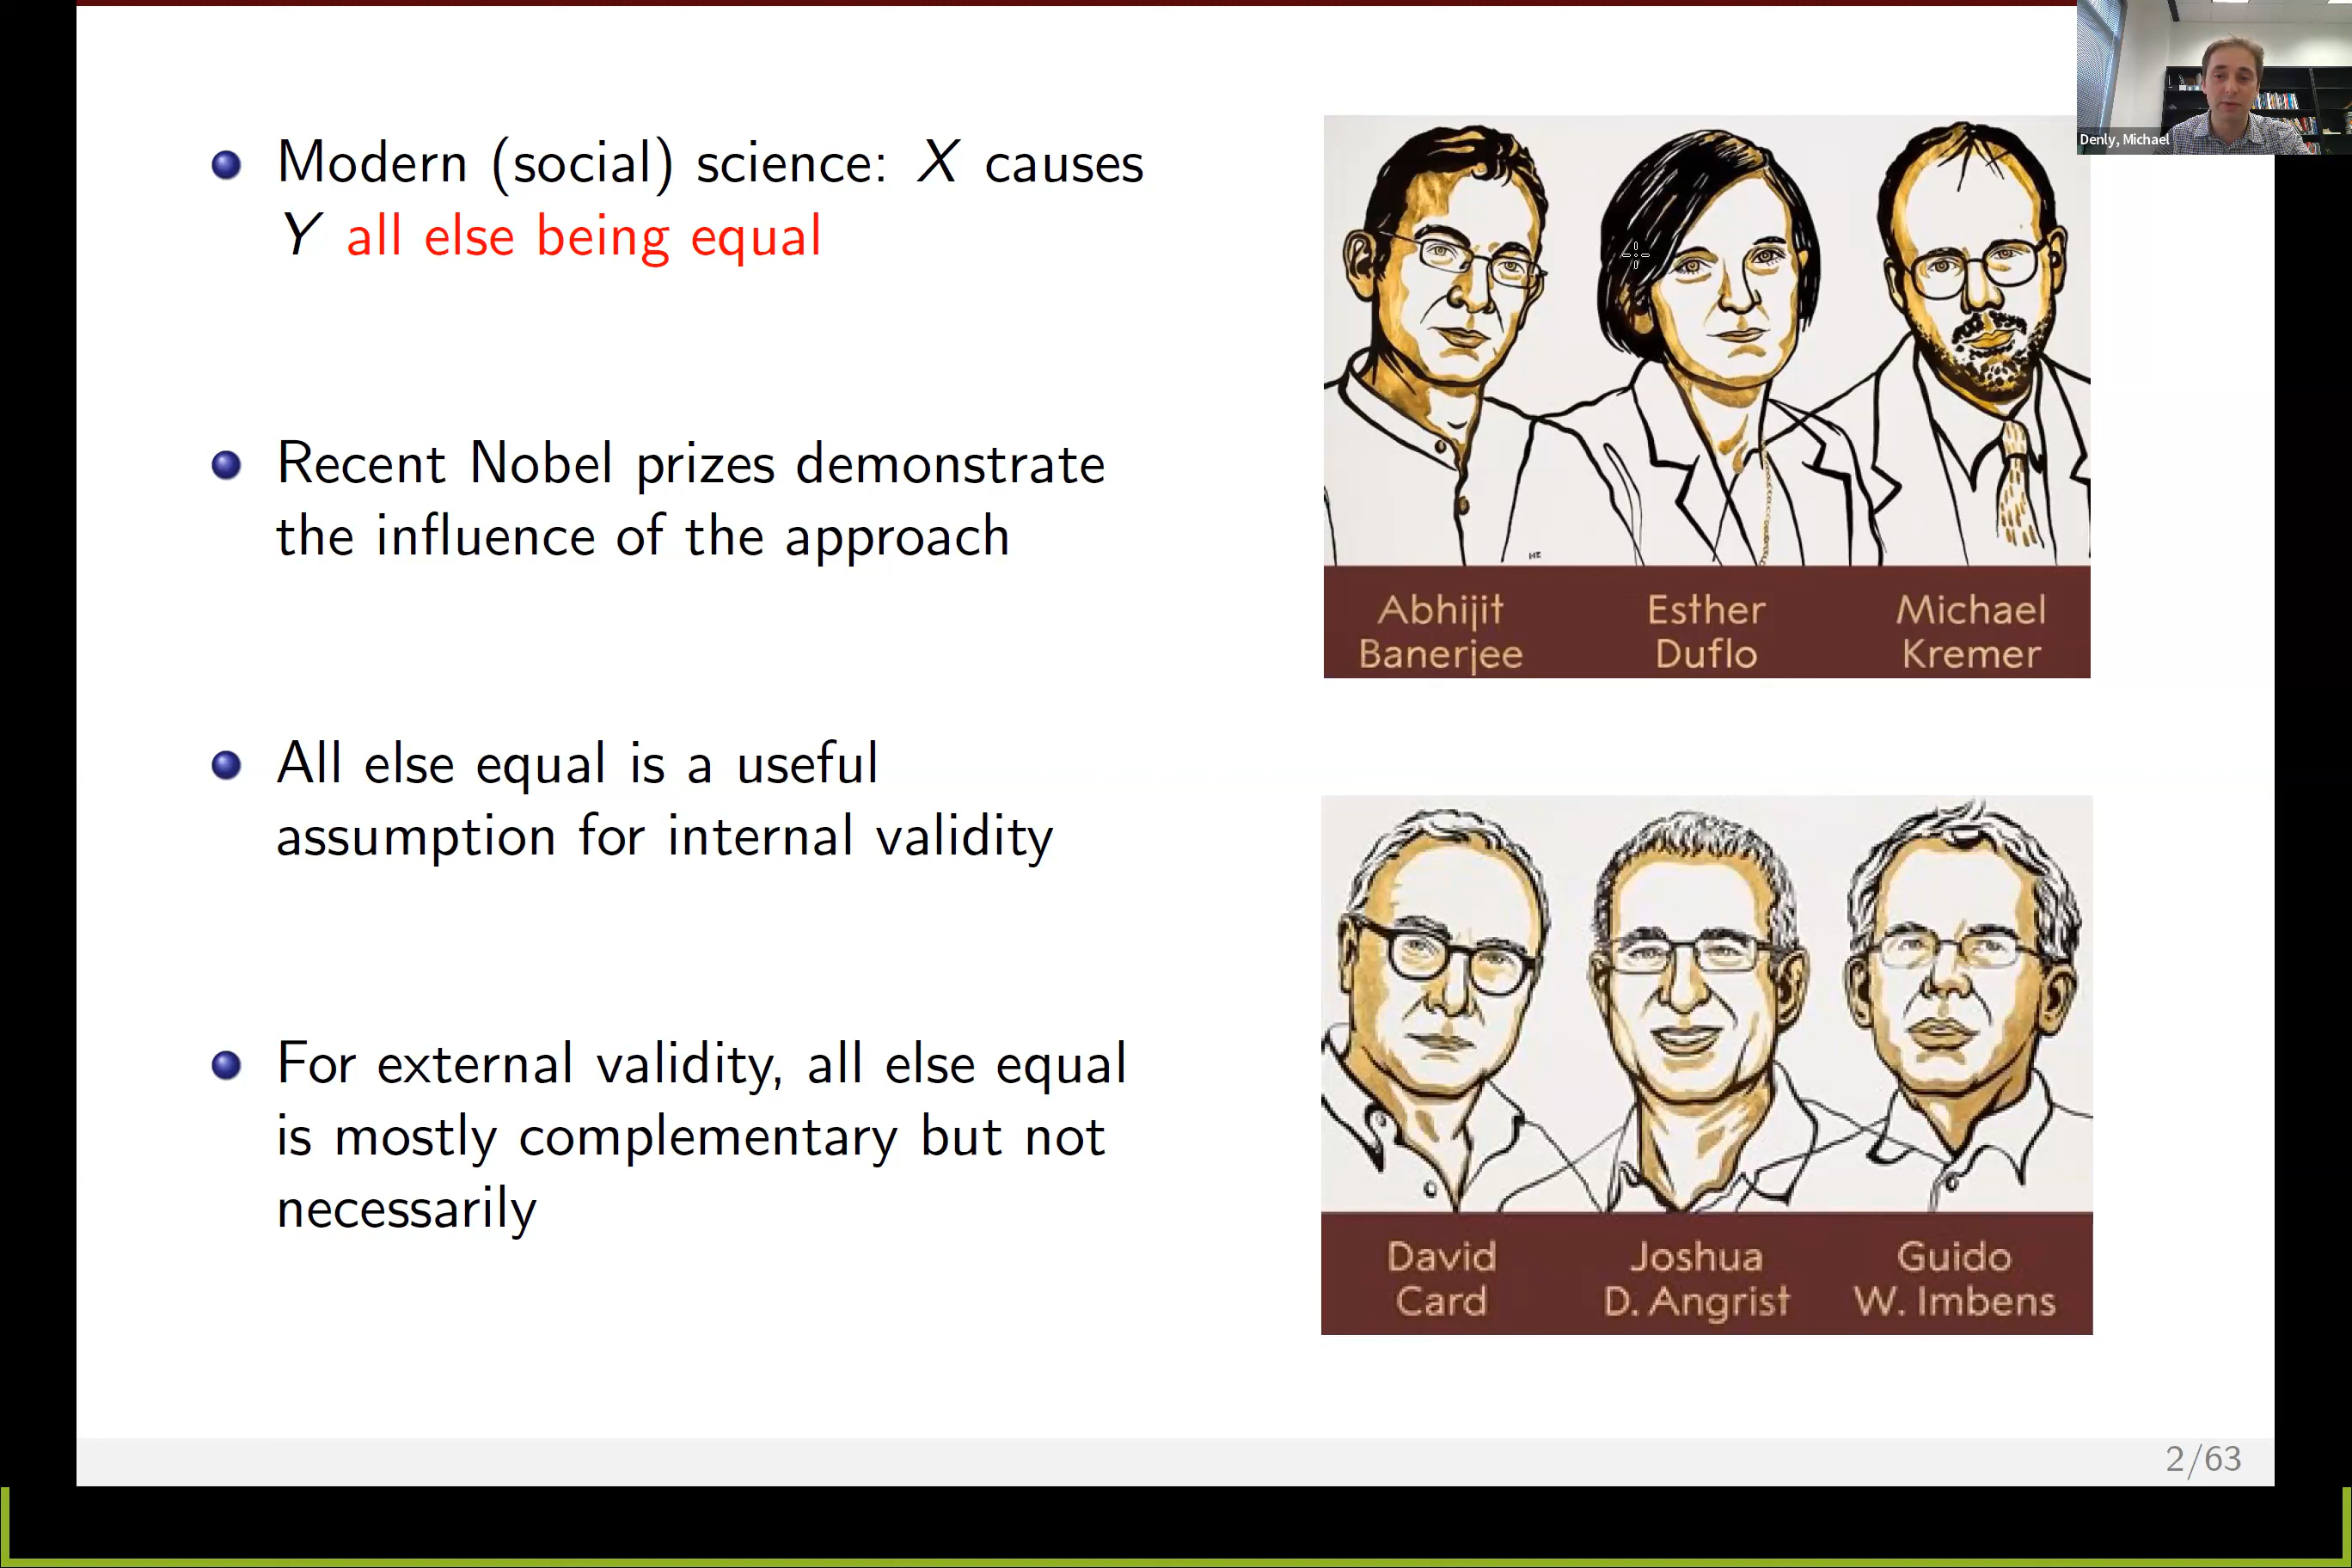 Modern (social) science: X causes
Y all else being equal
Recent Nobel prizes demonstrate
the influence of the approach
All else equal is a useful
assumption for internal validity
For external validity, all else equal
is mostly complementary but not
necessarily
Abhijit Banerjee
Esther Duflo
Michael Kremer
David Card
Joshua D. Angrist
Guido W. Imbens
Denly, Michael
2/63